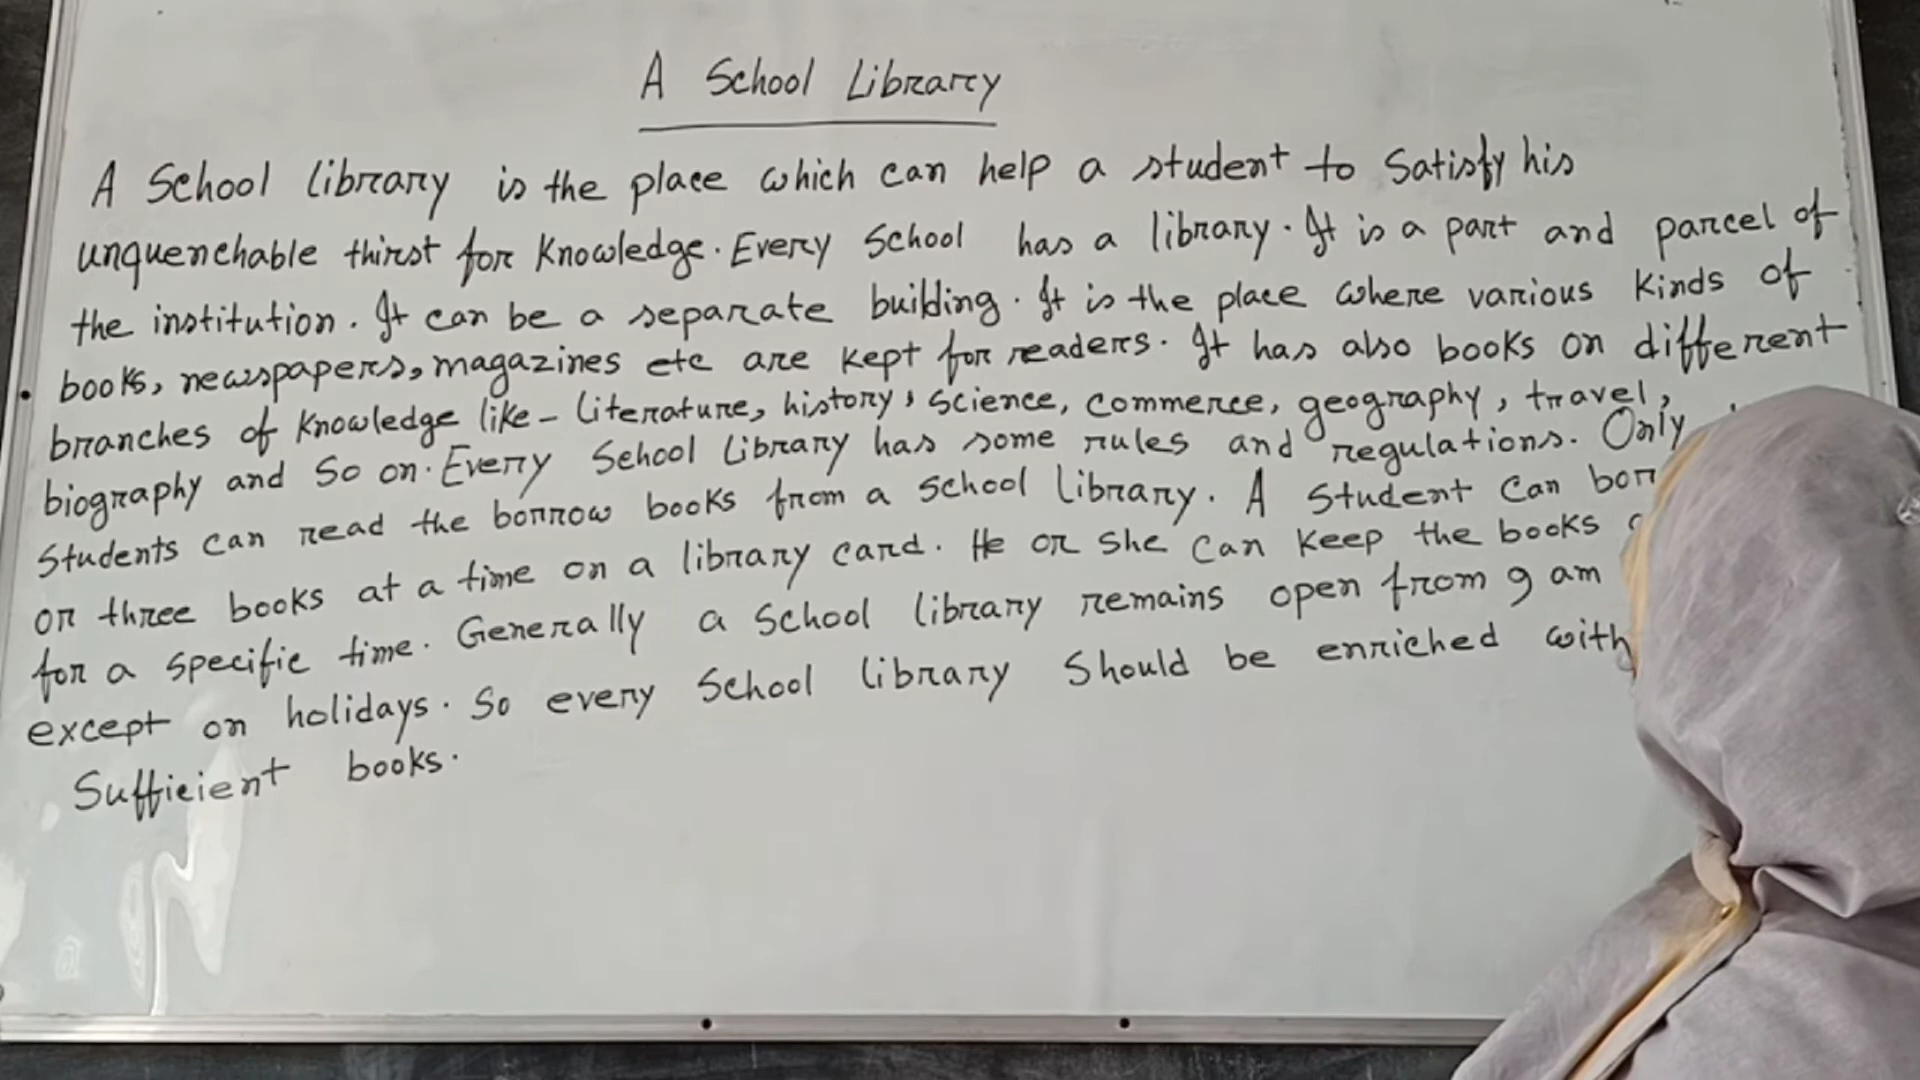 A School Library
A School library is the place which can help a student to Satisfy his
unquenchable thirst for Knowledge. Every School has a library. It is a part and parcel of
the institution. It can be a separate building. It is the place where various Kinds of
books, newspapers, magazines etc are kept for readers. It has also books on different
branches of Knowledge like - Literature, history, Science, Commerce, geography, travel,
biography and So on. Every School Library has some rules and regulations. Only
Students can read the borrow books from a School Library. A Student Can
or three books at a time on a library card. He or She Can Keep the books
for a specific time. Generally a School library remains open from 9 am
except on holidays. So every School library Should be enriched with
Sufficient books.